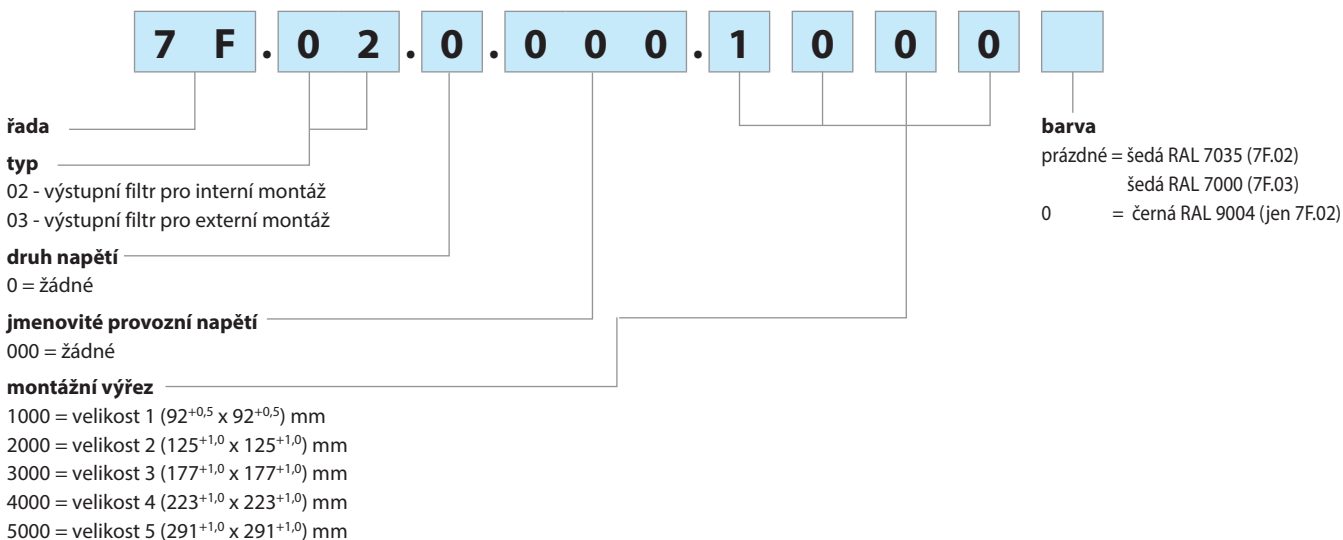 7 F . 0 2 . 0 . 0 0 0 . 1 0 0 0
řada
typ
02 - výstupní filtr pro interní montáž
03 - výstupní filtr pro externí montáž
druh napětí
0 = žádné
jmenovité provozní napětí
000 = žádné
montážní výřez
1000 = velikost 1 (92+0,5 x 92+0,5) mm
2000 = velikost 2 (125+1,0 x 125+1,0) mm
3000 = velikost 3 (177+1,0 x 177+1,0) mm
4000 = velikost 4 (223+1,0 x 223+1,0) mm
5000 = velikost 5 (291+1,0 x 291+1,0) mm
barva
prázdné = šedá RAL 7035 (7F.02)
šedá RAL 7000 (7F.03)
0 = černá RAL 9004 (jen 7F.02)